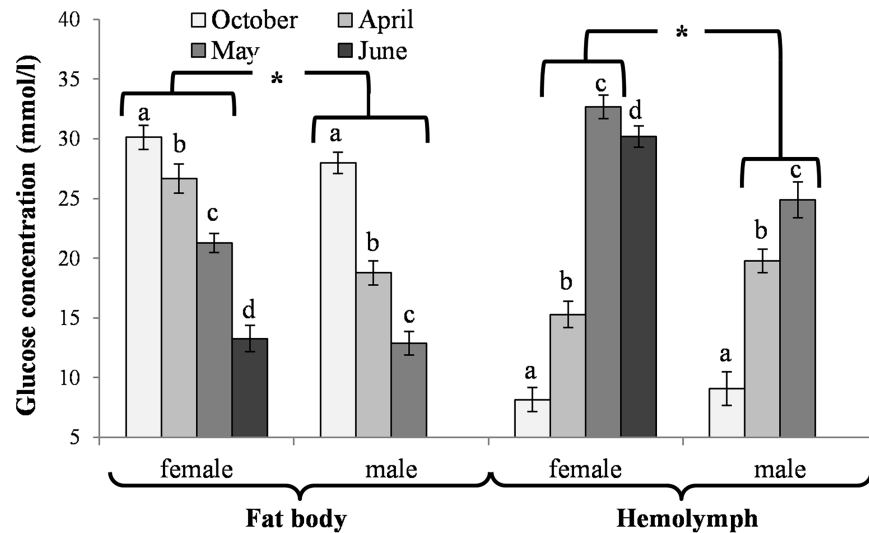 40
35
30
25
20
15
10
5
Glucose concentration (mmol/l)
October April
May June
* *
a b c d
a b c
a b c d
a b c
female male female male
Fat body Hemolymph